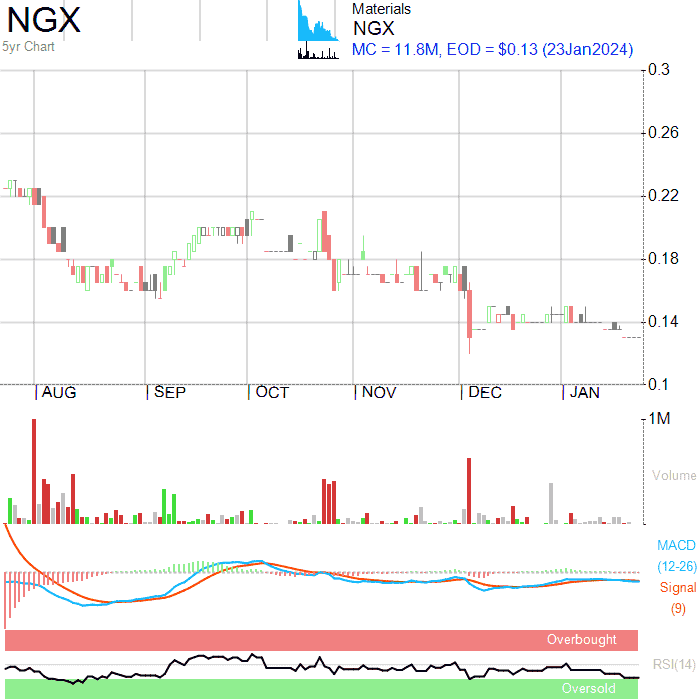 NGX
5yr Chart
Materials
NGX
MC = 11.8M, EOD = $0.13 (23Jan2024)
0.3
0.26
0.22
0.18
0.14
0.1
AUG SEP OCT NOV DEC JAN
1M
Volume
MACD
(12-26)
Signal
(9)
Overbought
RSI(14)
Oversold